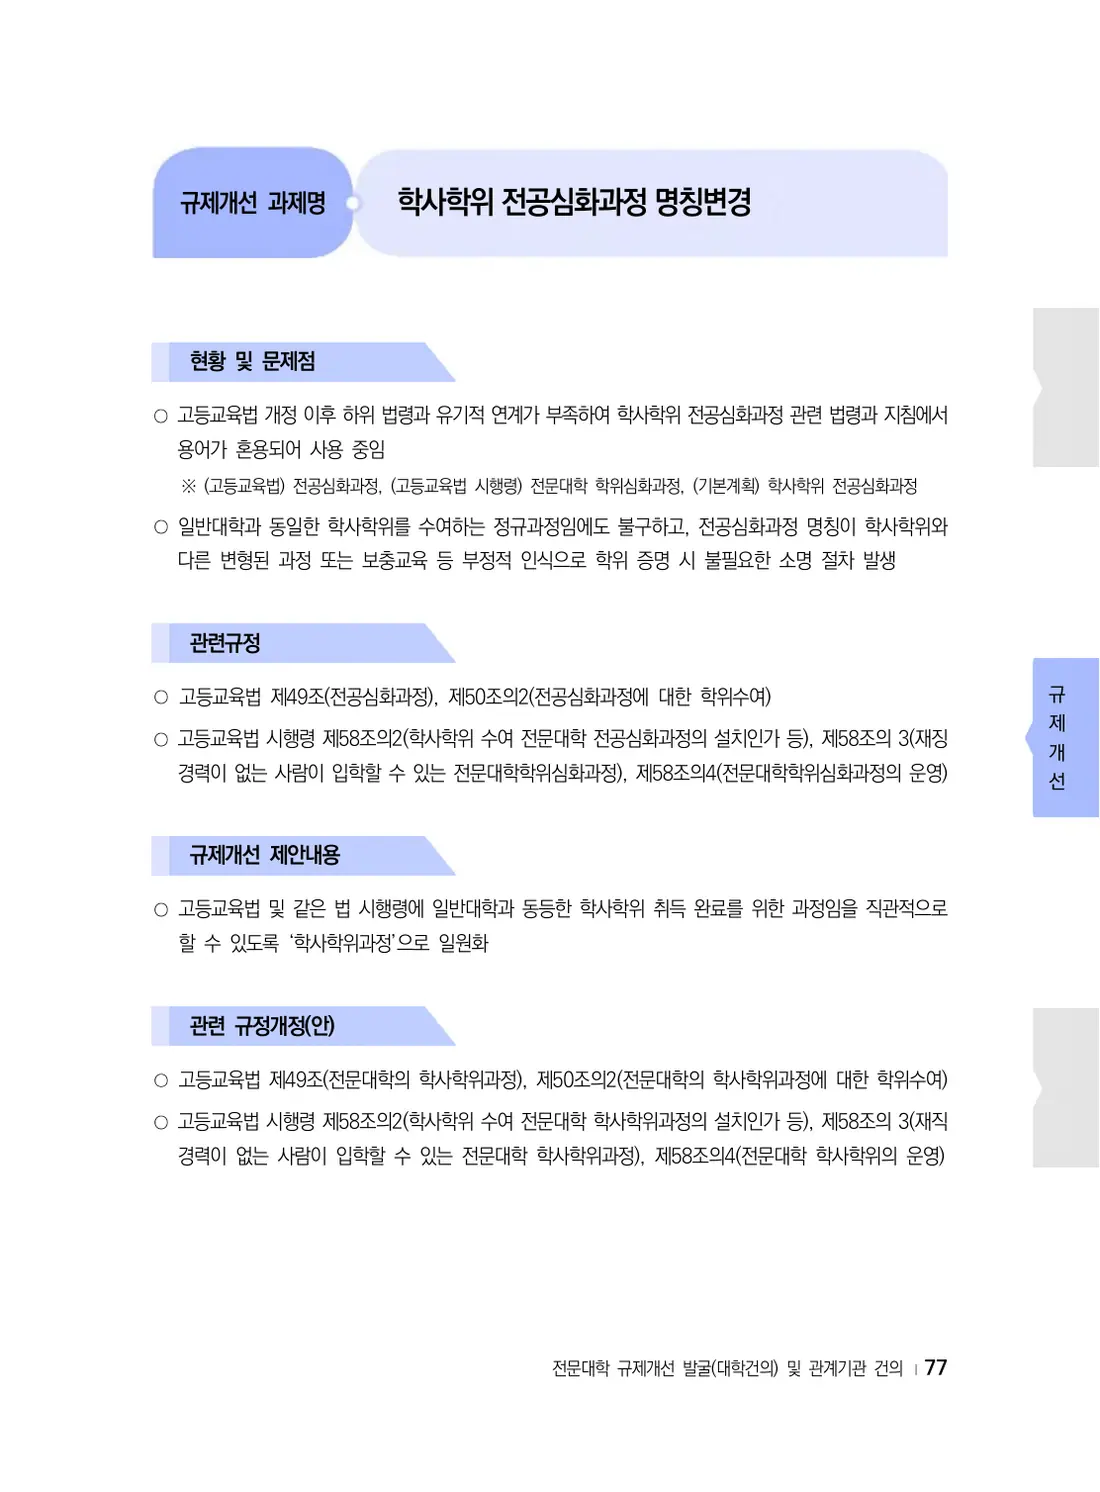 규제개선 과제명
학사학위 전공심화과정 명칭변경
현황 및 문제점
○ 고등교육법 개정 이후 하위 법령과 유기적 연계가 부족하여 학사학위 전공심화과정 관련 법령과 지침에서
용어가 혼용되어 사용 중임
※ (고등교육법) 전공심화과정, (고등교육법 시행령) 전문대학 학위심화과정, (기본계획) 학사학위 전공심화과정
○ 일반대학과 동일한 학사학위를 수여하는 정규과정임에도 불구하고, 전공심화과정 명칭이 학사학위와
다른 변형된 과정 또는 보충교육 등 부정적 인식으로 학위 증명 시 불필요한 소명 절차 발생
관련규정
○ 고등교육법 제49조(전공심화과정), 제50조의2(전공심화과정에 대한 학위수여)
○ 고등교육법 시행령 제58조의2(학사학위 수여 전문대학 전공심화과정의 설치인가 등), 제58조의 3(재직
경력이 없는 사람이 입학할 수 있는 전문대학학위심화과정), 제58조의4(전문대학학위심화과정의 운영)
규제개선 제안내용
○ 고등교육법 및 같은 법 시행령에 일반대학과 동등한 학사학위 취득 완료를 위한 과정임을 직관적으로
할 수 있도록 ‘학사학위과정’으로 일원화
관련 규정개정(안)
○ 고등교육법 제49조(전문대학의 학사학위과정), 제50조의2(전문대학의 학사학위과정에 대한 학위수여)
○ 고등교육법 시행령 제58조의2(학사학위 수여 전문대학 학사학위과정의 설치인가 등), 제58조의 3(재직
경력이 없는 사람이 입학할 수 있는 전문대학 학사학위과정), 제58조의4(전문대학 학사학위의 운영)
규
제
개
선
전문대학 규제개선 발굴(대학건의) 및 관계기관 건의 | 77